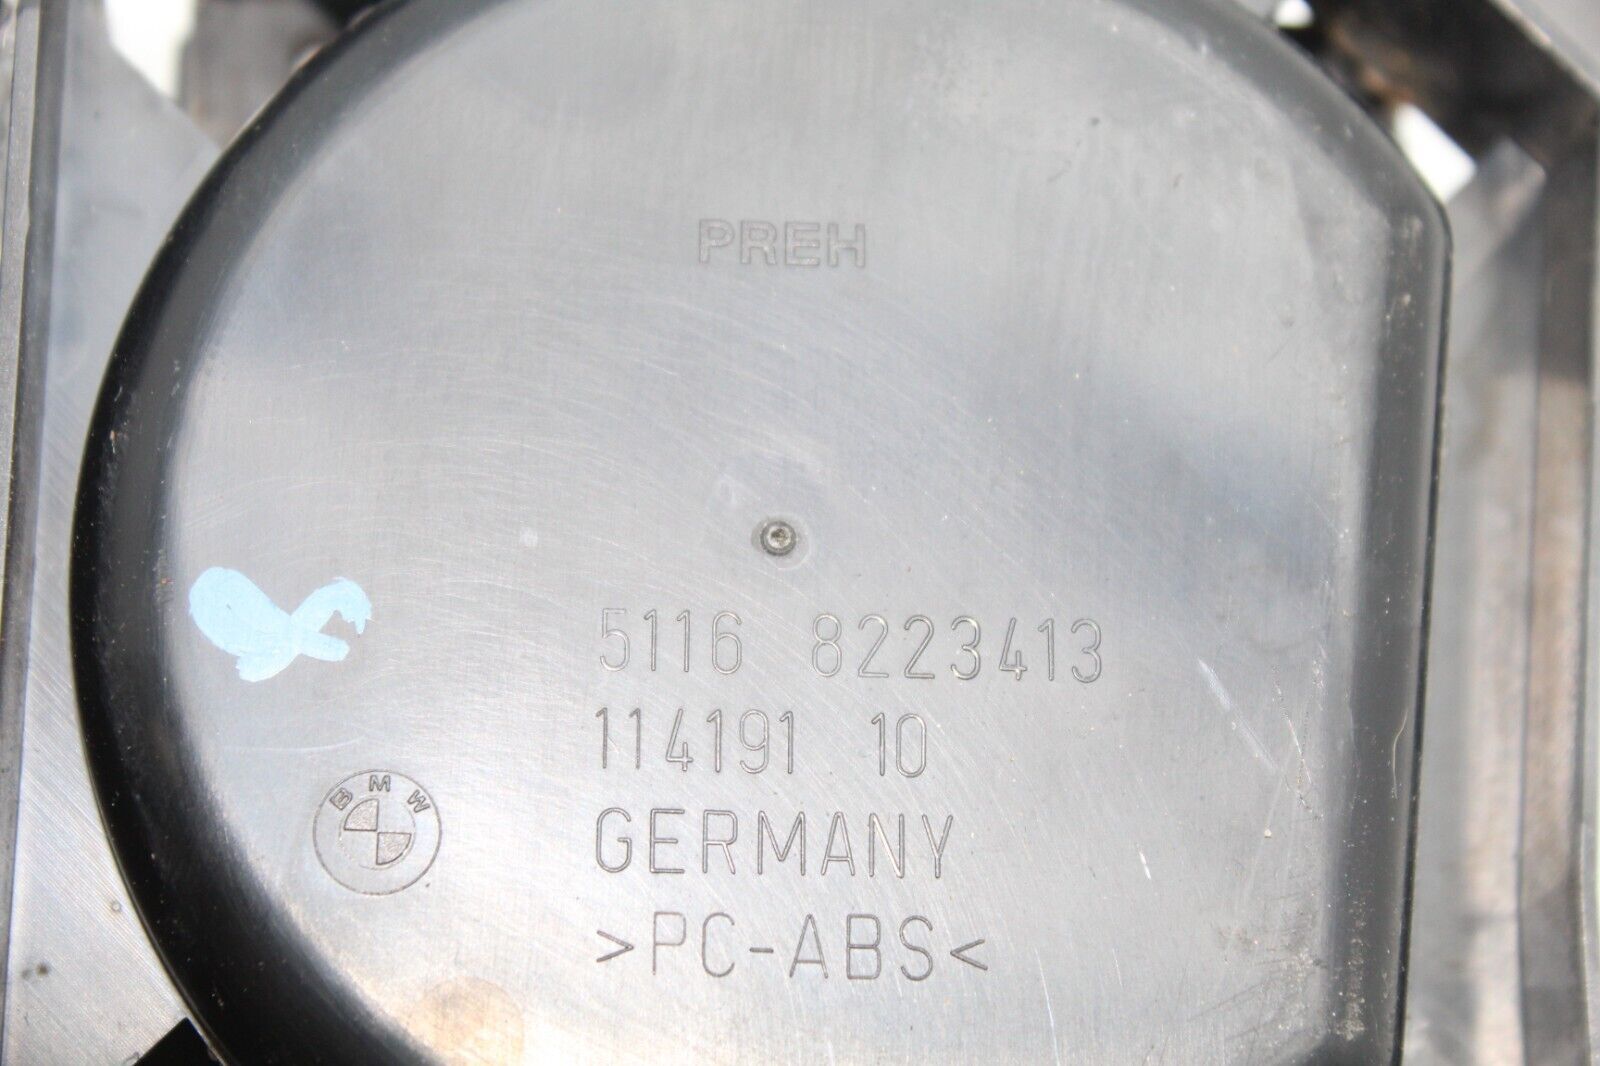 PREH
5116 8223413
114191 10
GERMANY
>PC-ABS<
BMW